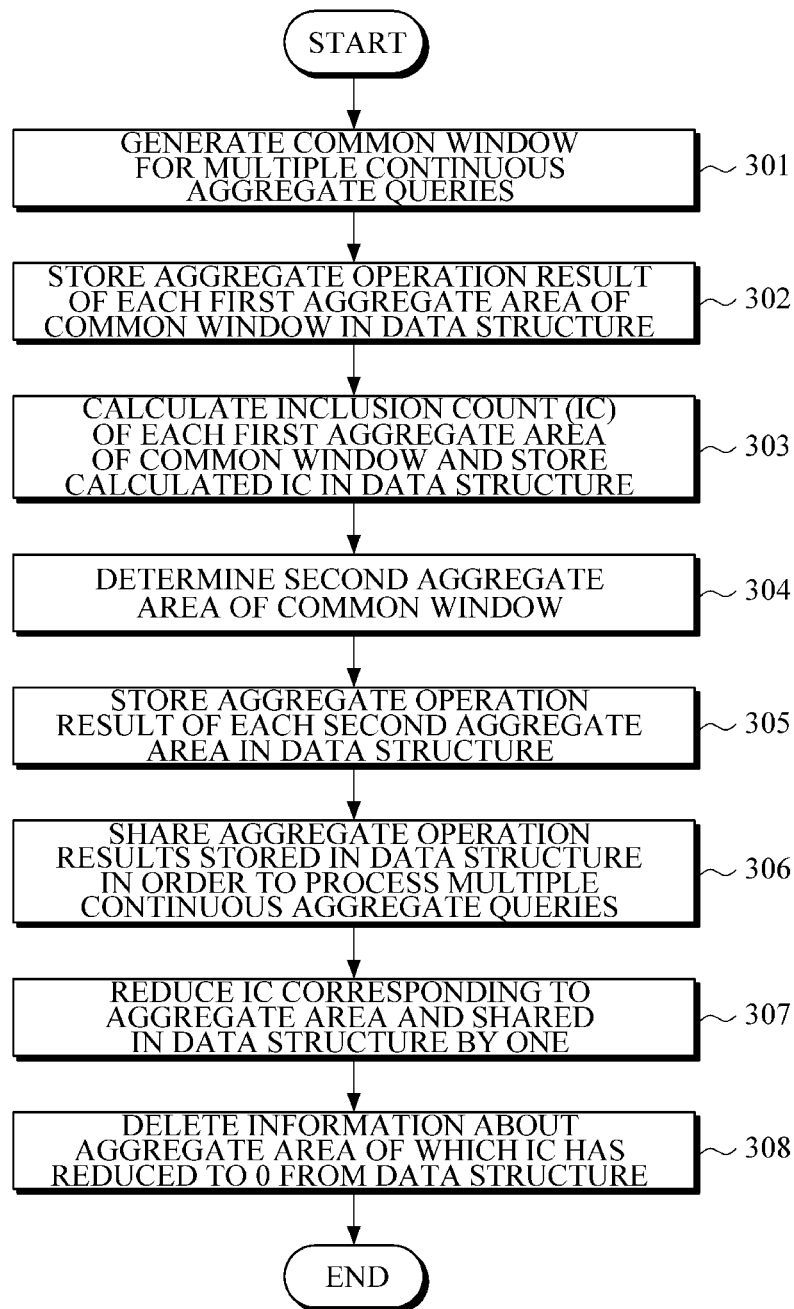 START
GENERATE COMMON WINDOW
FOR MULTIPLE CONTINUOUS
AGGREGATE QUERIES
301
STORE AGGREGATE OPERATION RESULT
OF EACH FIRST AGGREGATE AREA OF
COMMON WINDOW IN DATA STRUCTURE
302
CALCULATE INCLUSION COUNT (IC)
OF EACH FIRST AGGREGATE AREA
OF COMMON WINDOW AND STORE
CALCULATED IC IN DATA STRUCTURE
303
DETERMINE SECOND AGGREGATE
AREA OF COMMON WINDOW
304
STORE AGGREGATE OPERATION
RESULT OF EACH SECOND AGGREGATE
AREA IN DATA STRUCTURE
305
SHARE AGGREGATE OPERATION
RESULTS STORED IN DATA STRUCTURE
IN ORDER TO PROCESS MULTIPLE
CONTINUOUS AGGREGATE QUERIES
306
REDUCE IC CORRESPONDING TO
AGGREGATE AREA AND SHARED
IN DATA STRUCTURE BY ONE
307
DELETE INFORMATION ABOUT
AGGREGATE AREA OF WHICH IC HAS
REDUCED TO 0 FROM DATA STRUCTURE
308
END